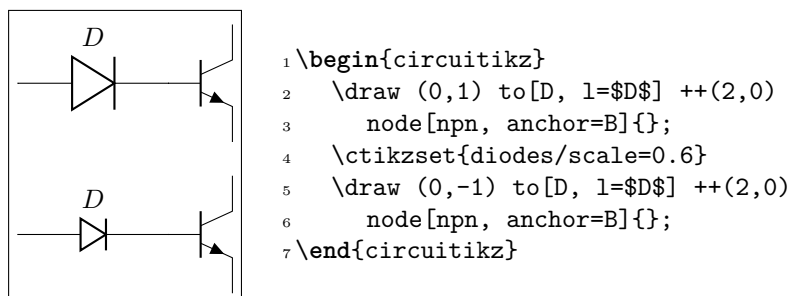 D
D
1 \begin{circuitikz}
2 \draw (0,1) to[D, l=$D$] ++(2,0)
3 node[npn, anchor=B]{};
4 \ctikzset{diodes/scale=0.6}
5 \draw (0,-1) to[D, l=$D$] ++(2,0)
6 node[npn, anchor=B]{};
7 \end{circuitikz}